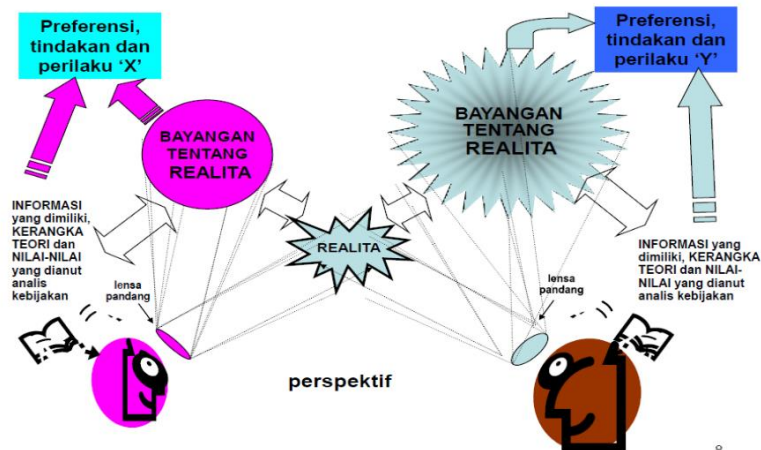 Preferensi,
tindakan dan
perilaku ‘X’
Preferensi,
tindakan dan
perilaku ‘Y’
BAYANGAN
TENTANG
REALITA
BAYANGAN
TENTANG
REALITA
INFORMASI
yang dimiliki,
KERANGKA
TEORI dan
NILAI-NILAI
yang dianut
analis
kebijakan
REALITA
INFORMASI yang
dimiliki, KERANGKA
TEORI dan NILAI-
NILAI yang dianut
analis kebijakan
lensa
pandang
lensa
pandang
perspektif
8